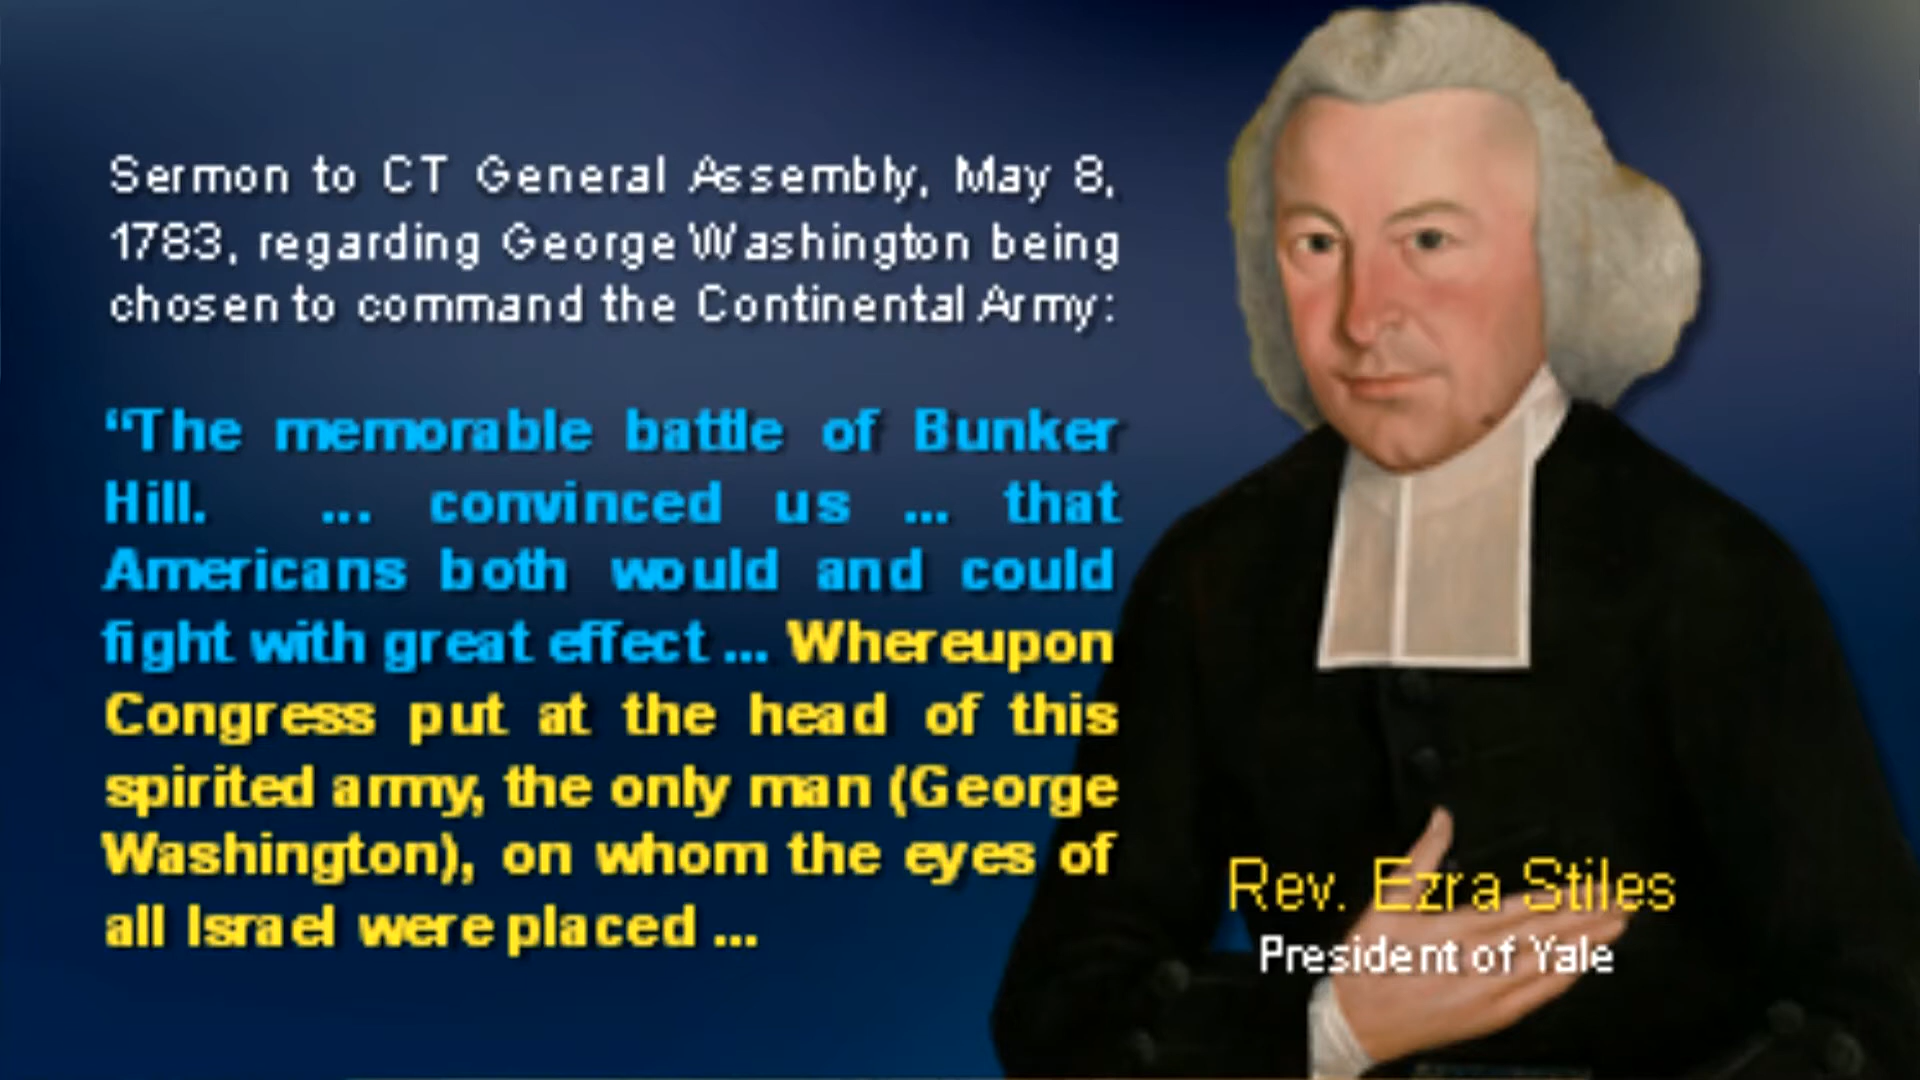 Sermon to CT General Assembly, May 8,
1783, regarding George Washington being
chosen to command the Continental Army:
“The memorable battle of Bunker
Hill. ... convinced us ... that
Americans both would and could
fight with great effect ... Whereupon
Congress put at the head of this
spirited army, the only man (George
Washington), on whom the eyes of
all Israel were placed ...
Rev. Ezra Stiles
President of Yale